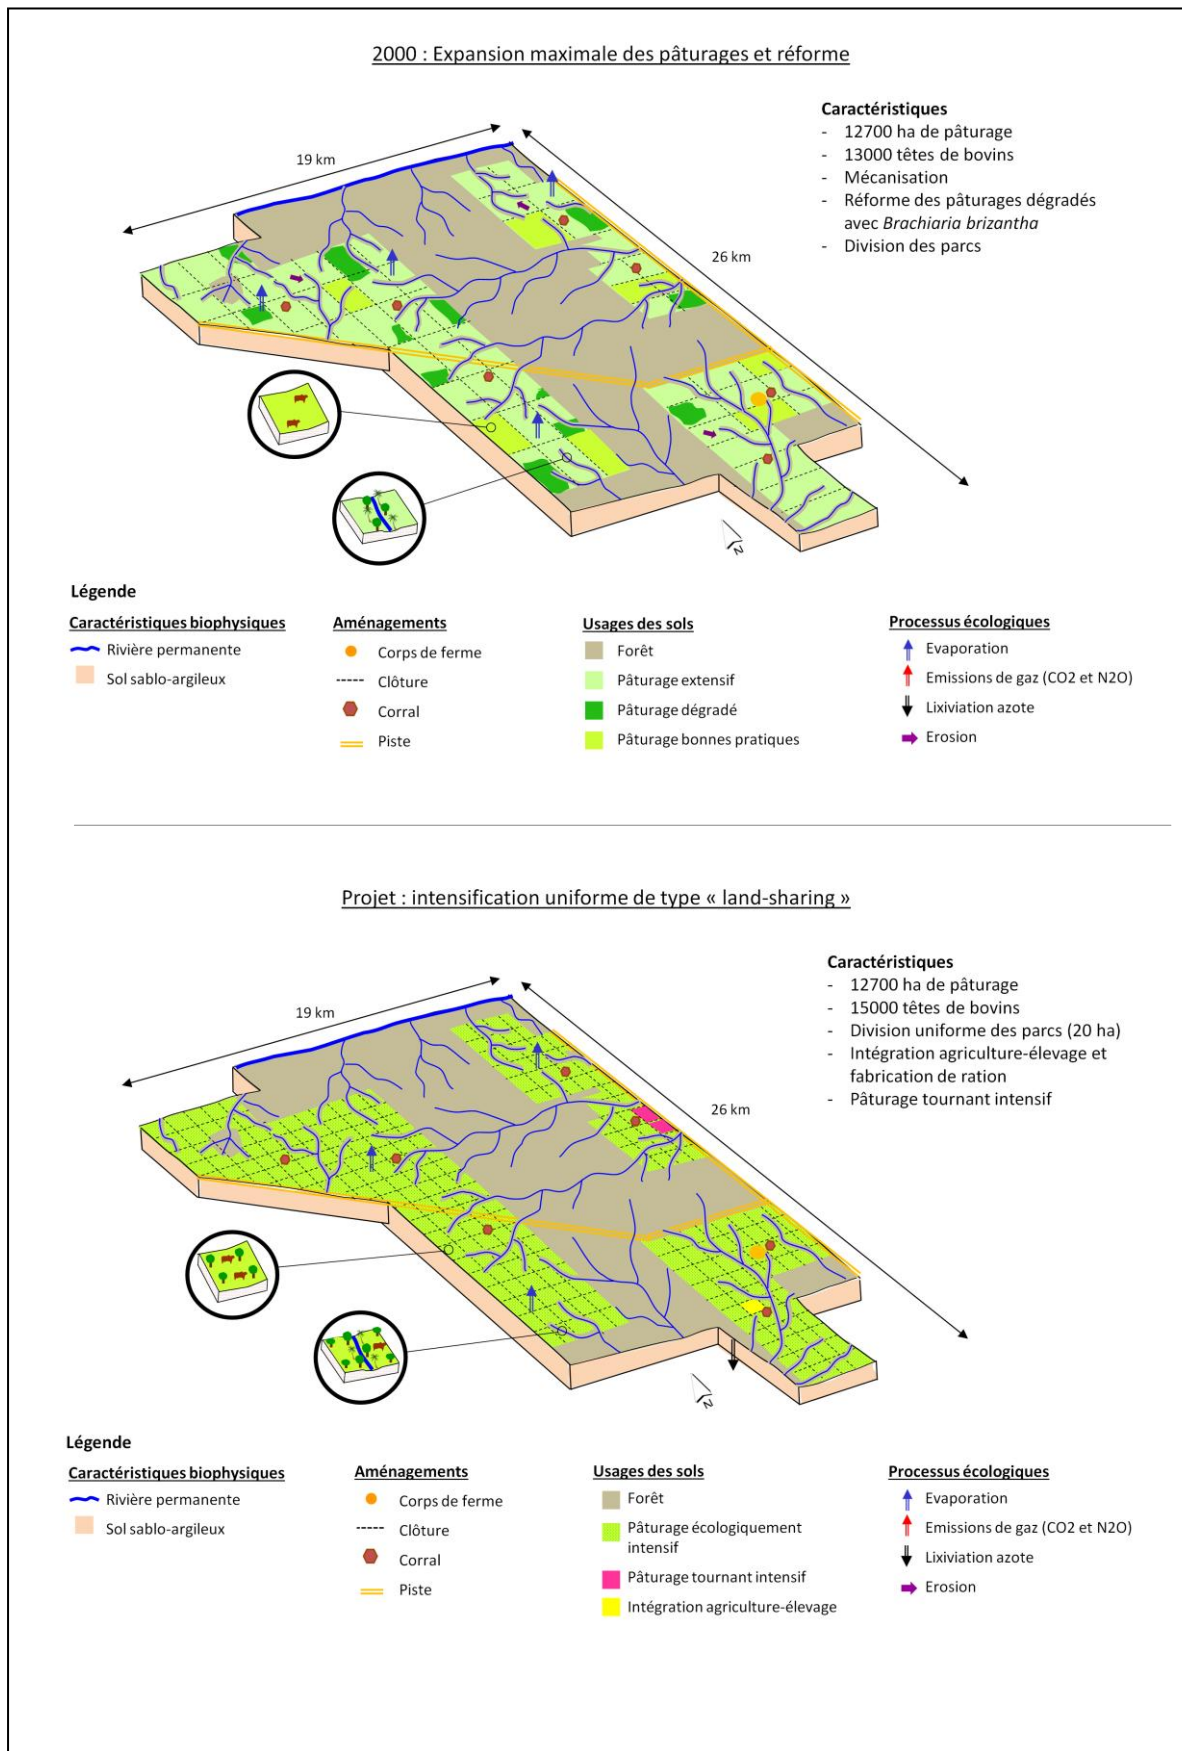 2000 : Expansion maximale des pâturages et réforme
Caractéristiques
- 12700 ha de pâturage
- 13000 têtes de bovins
- Mécanisation
- Réforme des pâturages dégradés
avec Brachiaria brizantha
- Division des parcs
19 km
26 km
N
Légende
Caractéristiques biophysiques
Rivière permanente
Sol sablo-argileux
Aménagements
Corps de ferme
Clôture
Corral
Piste
Usages des sols
Forêt
Pâturage extensif
Pâturage dégradé
Pâturage bonnes pratiques
Processus écologiques
Evaporation
Emissions de gaz (CO2 et N2O)
Lixiviation azote
Erosion
Projet : intensification uniforme de type « land-sharing »
Caractéristiques
- 12700 ha de pâturage
- 15000 têtes de bovins
- Division uniforme des parcs (20 ha)
- Intégration agriculture-élevage et
fabrication de ration
- Pâturage tournant intensif
19 km
26 km
N
Légende
Caractéristiques biophysiques
Rivière permanente
Sol sablo-argileux
Aménagements
Corps de ferme
Clôture
Corral
Piste
Usages des sols
Forêt
Pâturage écologiquement
intensif
Pâturage tournant intensif
Intégration agriculture-élevage
Processus écologiques
Evaporation
Emissions de gaz (CO2 et N2O)
Lixiviation azote
Erosion